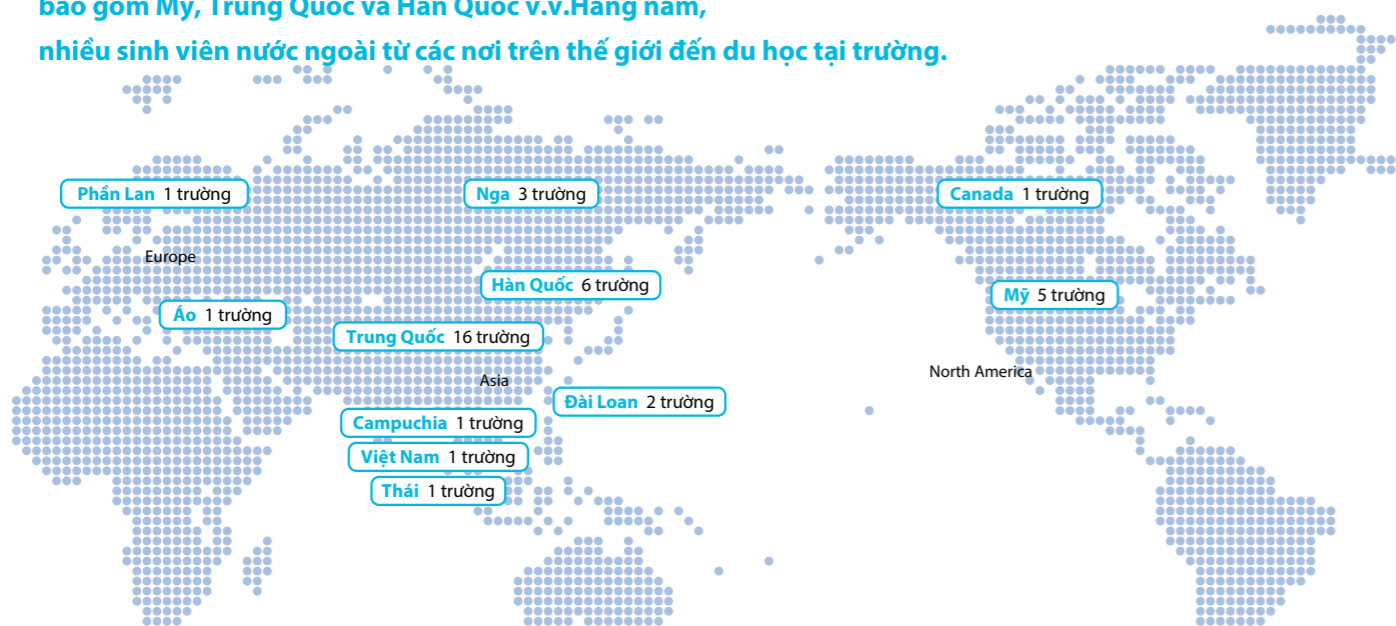 bao gồm Mỹ, Trung Quốc và Hàn Quốc v.v.Hàng năm,
nhiều sinh viên nước ngoài từ các nơi trên thế giới đến du học tại trường.
Phần Lan 1 trường
Nga 3 trường
Canada 1 trường
Europe
Hàn Quốc 6 trường
Mỹ 5 trường
Áo 1 trường
Trung Quốc 16 trường
North America
Asia
Đài Loan 2 trường
Campuchia 1 trường
Việt Nam 1 trường
Thái 1 trường